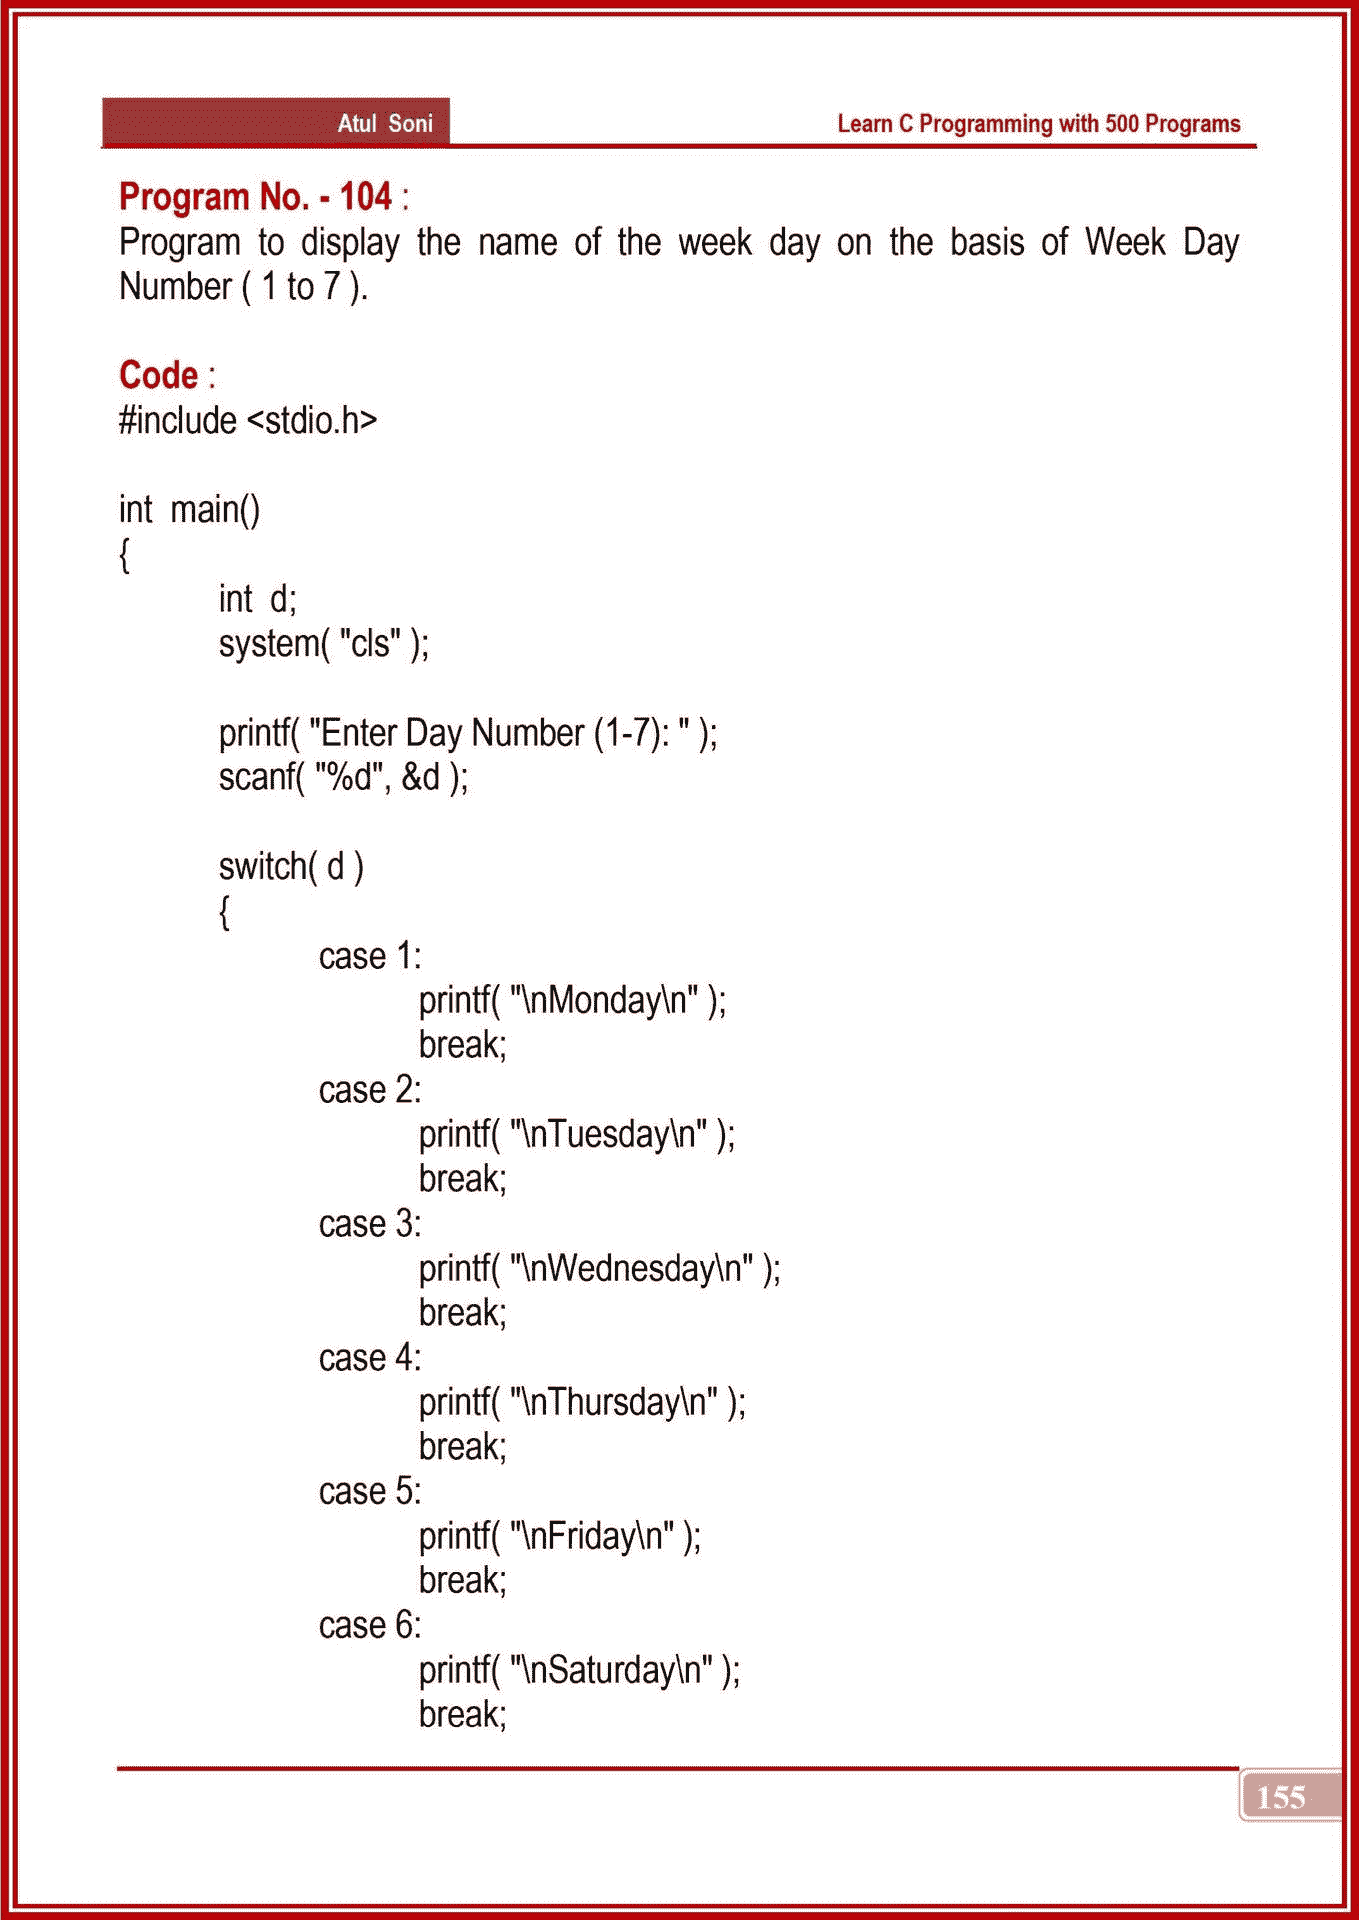 Atul Soni
Learn C Programming with 500 Programs
Program No. - 104 :
Program to display the name of the week day on the basis of Week Day
Number ( 1 to 7 ).
Code :
#include <stdio.h>
int main()
{
int d;
system( "cls" );
printf( "Enter Day Number (1-7): " );
scanf( "%d", &d );
switch( d )
{
case 1:
printf( "\nMonday\n" );
break;
case 2:
printf( "\nTuesday\n" );
break;
case 3:
printf( "\nWednesday\n" );
break;
case 4:
printf( "\nThursday\n" );
break;
case 5:
printf( "\nFriday\n" );
break;
case 6:
printf( "\nSaturday\n" );
break;
155